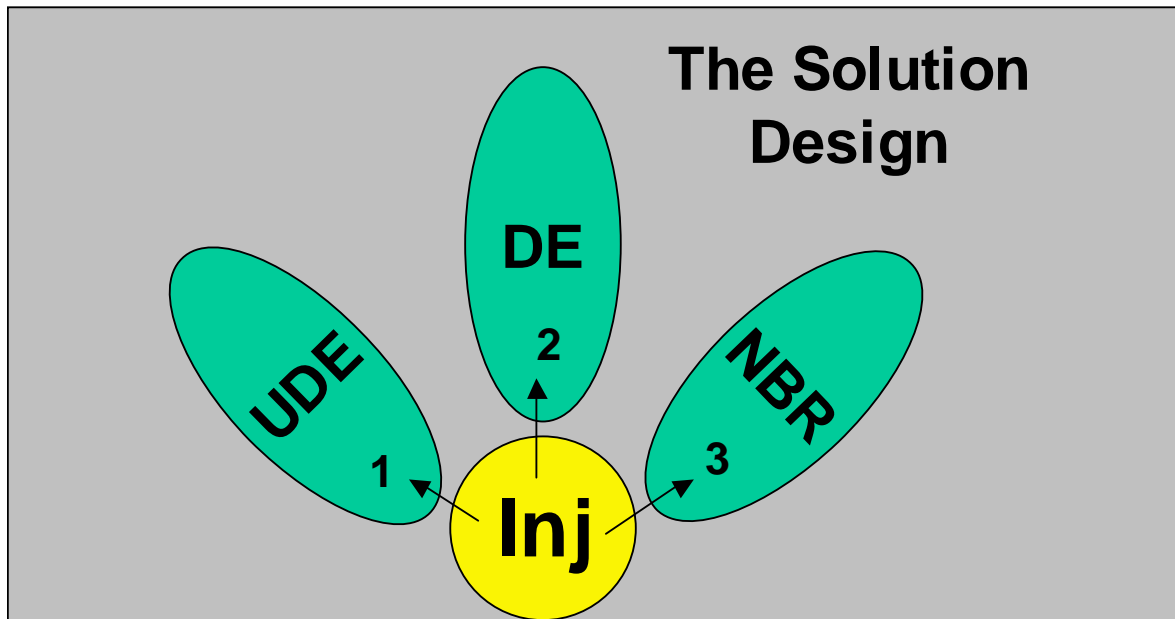 The Solution
Design
UDE
1
DE
2
NBR
3
Inj